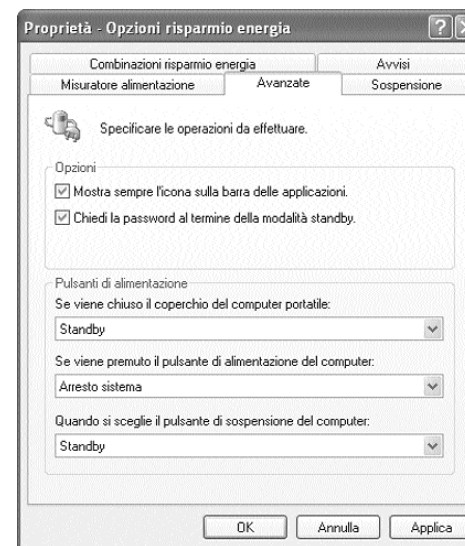 Proprietà - Opzioni risparmio energia
Combinazioni risparmio energia
Avvisi
Misuratore alimentazione
Avanzate
Sospensione
Specificare le operazioni da effettuare.
Opzioni
Mostra sempre l'icona sulla barra delle applicazioni.
Chiedi la password al termine della modalità standby.
Pulsanti di alimentazione
Se viene chiuso il coperchio del computer portatile:
Standby
Se viene premuto il pulsante di alimentazione del computer:
Arresto sistema
Quando si sceglie il pulsante di sospensione del computer:
Standby
OK
Annulla
Applica